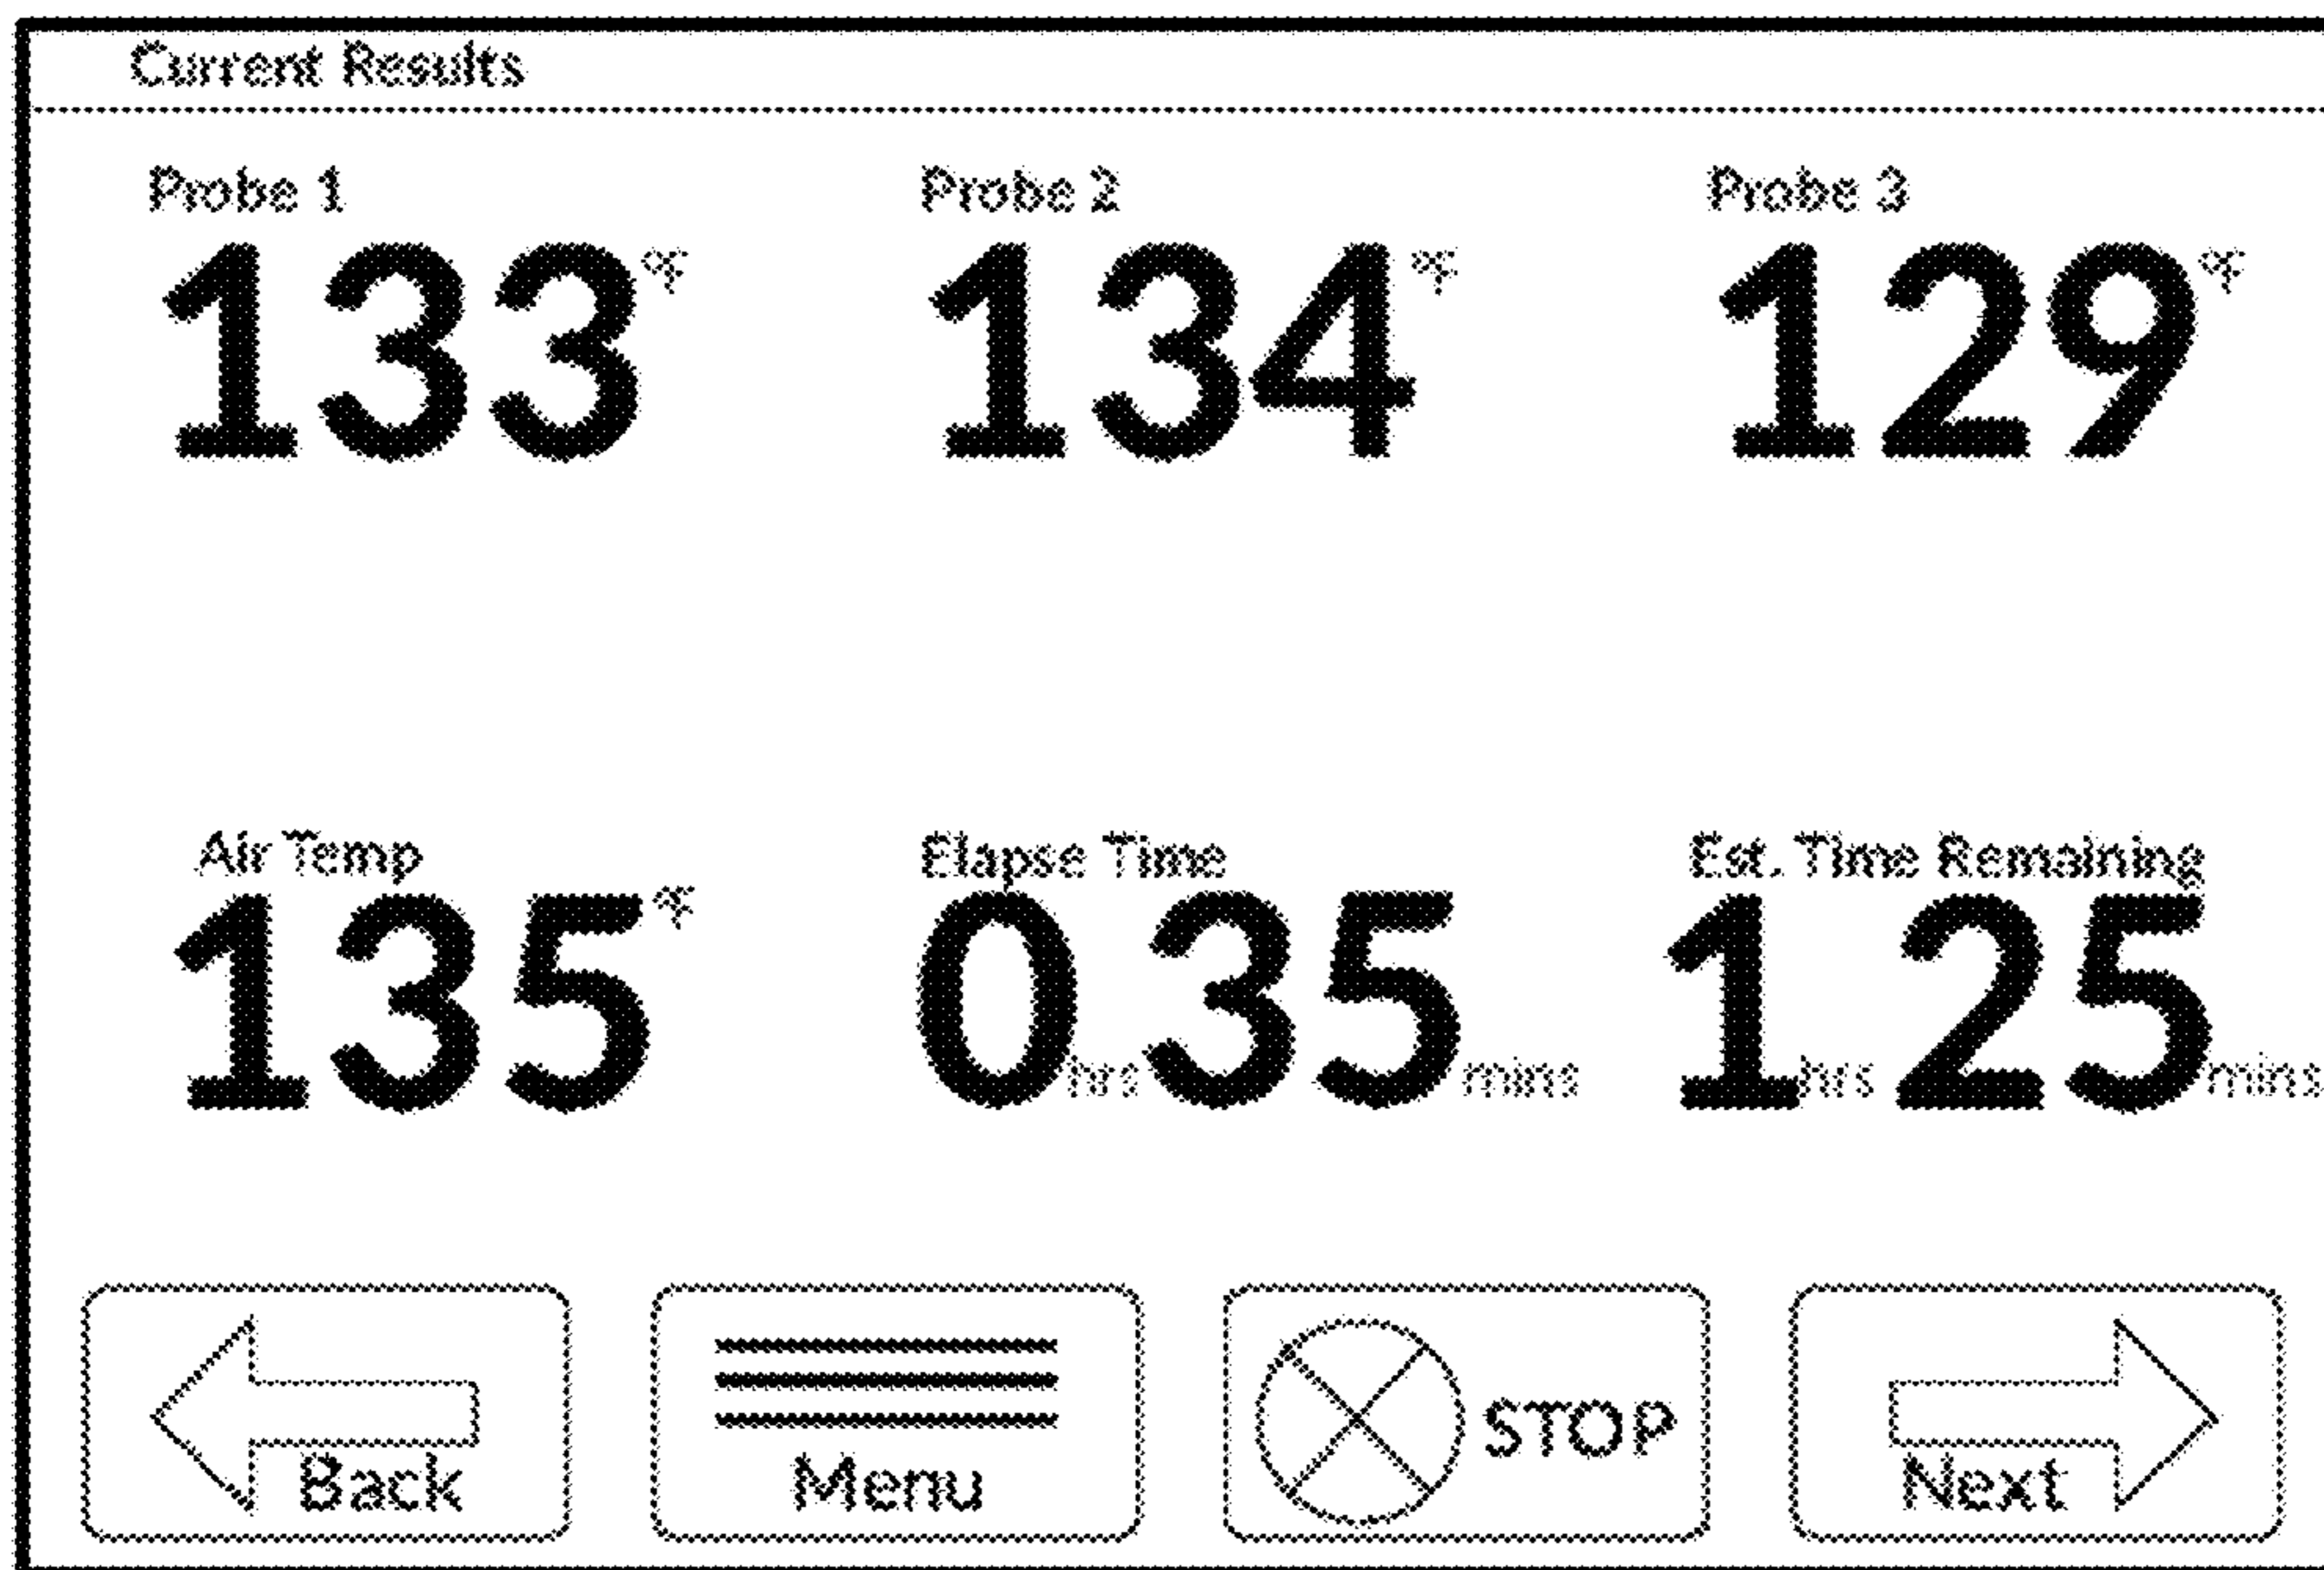 Current Results
Probe 1 Probe 2 Probe 3
133°F 134°F 129°F
Air Temp Elapse Time Est. Time Remaining
135°F 0hrs 35mins 1hrs 25mins
Back Menu STOP Next